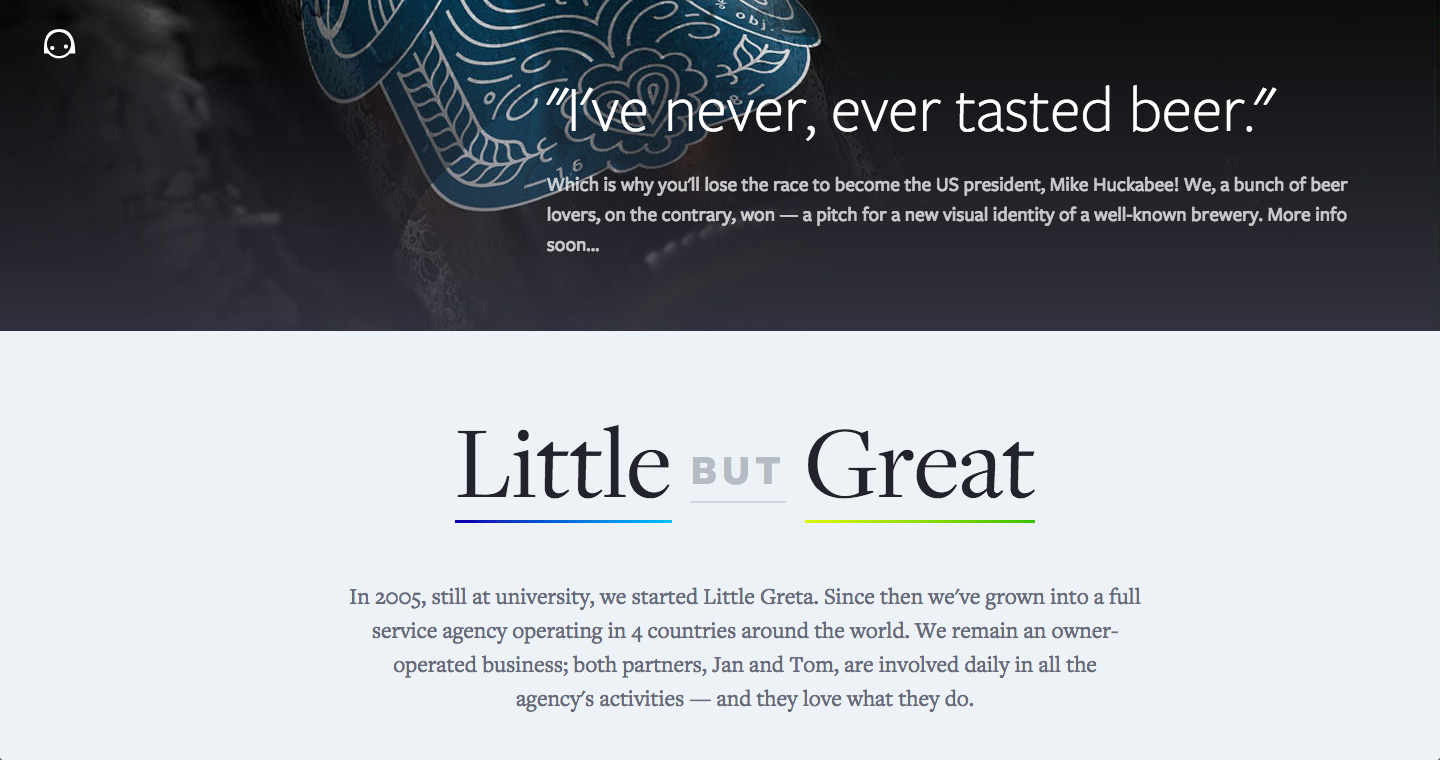 % obj.
"I've never, ever tasted beer."
Which is why you'll lose the race to become the US president, Mike Huckabee! We, a bunch of beer
lovers, on the contrary, won — a pitch for a new visual identity of a well-known brewery. More info
soon...
Little BUT Great
In 2005, still at university, we started Little Greta. Since then we've grown into a full
service agency operating in 4 countries around the world. We remain an owner-
operated business; both partners, Jan and Tom, are involved daily in all the
agency's activities — and they love what they do.